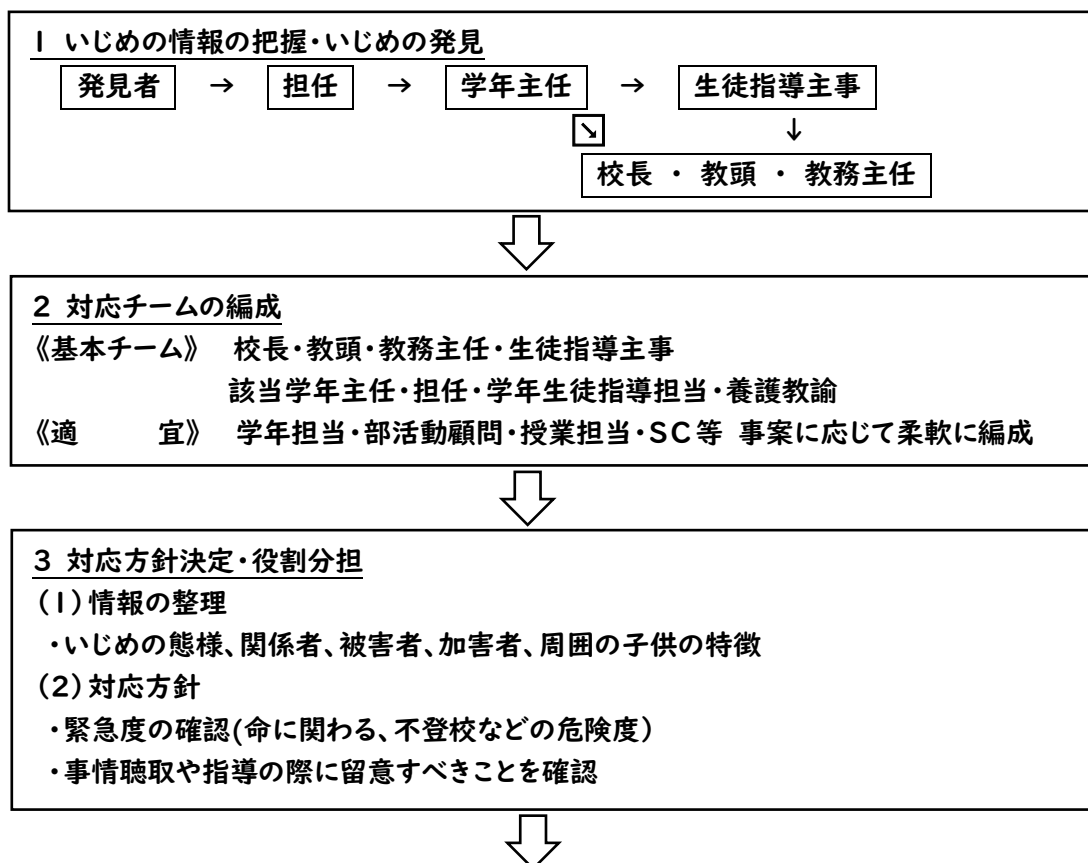 1 いじめの情報の把握・いじめの発見
発見者 → 担任 → 学年主任 → 生徒指導主事
↘ ↓
校長 ・ 教頭 ・ 教務主任
2 対応チームの編成
《基本チーム》 校長・教頭・教務主任・生徒指導主事
該当学年主任・担任・学年生徒指導担当・養護教諭
《適 宜》 学年担当・部活動顧問・授業担当・SC等 事案に応じて柔軟に編成
3 対応方針決定・役割分担
(1)情報の整理
・いじめの態様、関係者、被害者、加害者、周囲の子供の特徴
(2)対応方針
・緊急度の確認(命に関わる、不登校などの危険度)
・事情聴取や指導の際に留意すべきことを確認